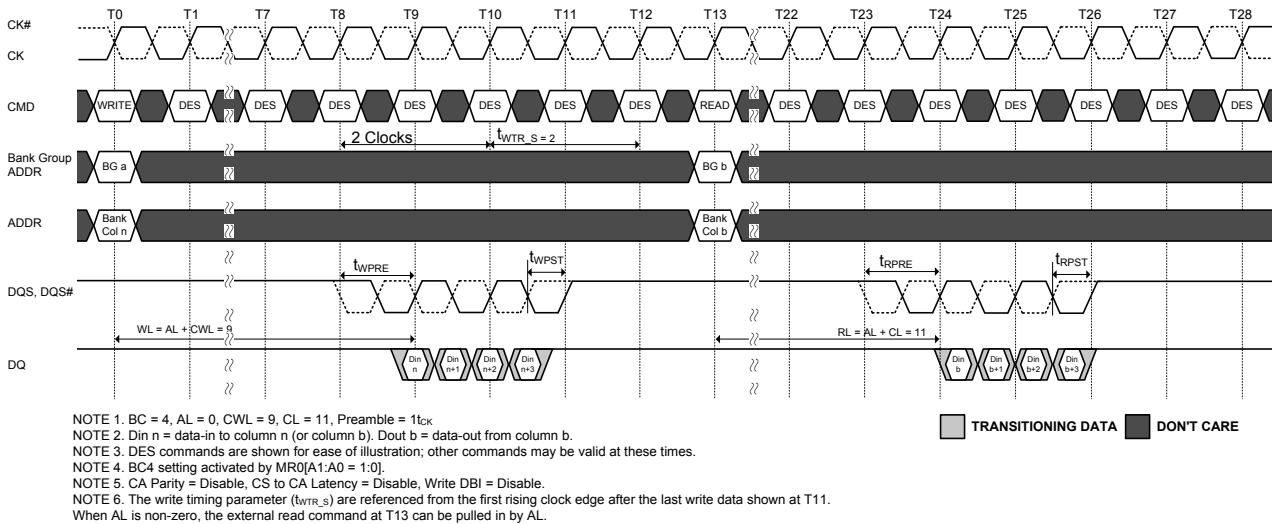 T0 T1 T7 T8 T9 T10 T11 T12 T13 T22 T23 T24 T25 T26 T27 T28
CK#
CK
CMD WRITE DES DES DES DES DES DES DES READ DES DES DES DES DES DES DES
2 Clocks tWTR_S = 2
Bank Group
ADDR
BG a BG b
ADDR
Bank
Col n
Bank
Col b
tWPRE tWPST tRPRE tRPST
DQS, DQS#
WL = AL + CWL = 9 RL = AL + CL = 11
DQ
Din
n
Din
n+1
Din
n+2
Din
n+3
Din
b
Din
b+1
Din
b+2
Din
b+3
NOTE 1. BC = 4, AL = 0, CWL = 9, CL = 11, Preamble = 1tCK
NOTE 2. Din n = data-in to column n (or column b). Dout b = data-out from column b.
NOTE 3. DES commands are shown for ease of illustration; other commands may be valid at these times.
NOTE 4. BC4 setting activated by MR0[A1:A0 = 1:0].
NOTE 5. CA Parity = Disable, CS to CA Latency = Disable, Write DBI = Disable.
NOTE 6. The write timing parameter (tWTR_S) are referenced from the first rising clock edge after the last write data shown at T11.
When AL is non-zero, the external read command at T13 can be pulled in by AL.
TRANSITIONING DATA DON'T CARE